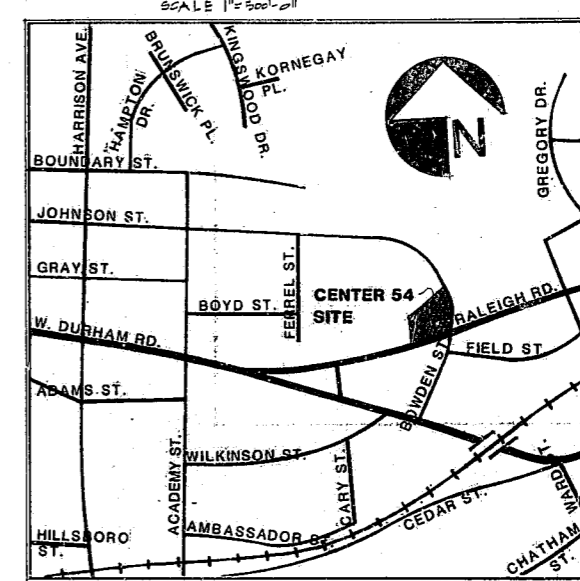 SCALE 1"=500'-0"
HARRISON AVE.
HAMPTON
DR.
BRUNSWICK PL.
KINGSWOOD DR.
KORNEGAY
PL.
GREGORY DR.
N
BOUNDARY ST.
JOHNSON ST.
GRAY ST.
BOYD ST.
FERREL ST.
CENTER 54
SITE
RALEIGH RD.
W. DURHAM RD.
FIELD ST.
BOWDEN ST.
ADAMS ST.
ACADEMY ST.
WILKINSON ST.
CARY ST.
CEDAR ST.
WARD
T.
AMBASSADOR ST.
HILLSBORO
ST.
CHATHAM
ST.